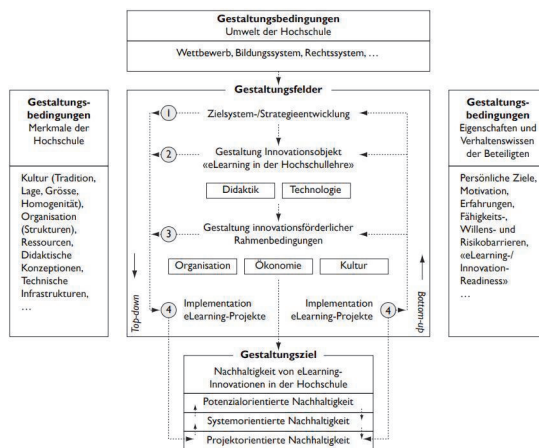 Gestaltungsbedingungen
Umwelt der Hochschule
Wettbewerb, Bildungssystem, Rechtssystem, …
Gestaltungs-
bedingungen
Merkmale der
Hochschule
Kultur (Tradition,
Lage, Grösse,
Homogenität),
Organisation
(Strukturen),
Ressourcen,
Didaktische
Konzeptionen,
Technische
Infrastrukturen,
…
Gestaltungsfelder
1
Zielsystem-/Strategieentwicklung
2
Gestaltung Innovationsobjekt
«eLearning in der Hochschullehre»
Didaktik
Technologie
3
Gestaltung innovationsförderlicher
Rahmenbedingungen
Organisation
Ökonomie
Kultur
Top-down
Bottom-up
4
Implementation
eLearning-Projekte
Implementation
eLearning-Projekte
4
Gestaltungs-
bedingungen
Eigenschaften und
Verhaltenswissen
der Beteiligten
Persönliche Ziele,
Motivation,
Erfahrungen,
Fähigkeits-,
Willens- und
Risikobarrieren,
«eLearning-/
Innovation-
Readiness»
…
Gestaltungsziel
Nachhaltigkeit von eLearning-
Innovationen in der Hochschule
Potenzialorientierte Nachhaltigkeit
Systemorientierte Nachhaltigkeit
Projektorientierte Nachhaltigkeit